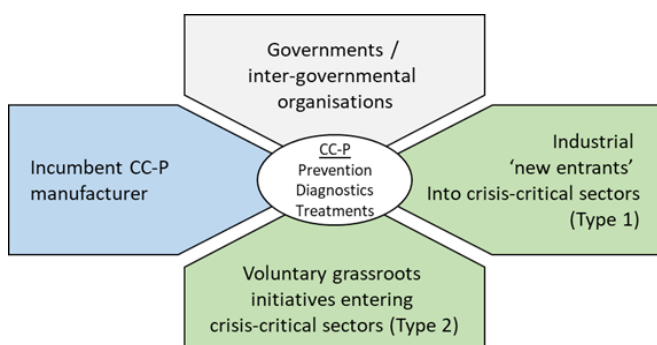 Governments /
inter-governmental
organisations
Incumbent CC-P
manufacturer
CC-P
Prevention
Diagnostics
Treatments
Industrial
‘new entrants’
Into crisis-critical sectors
(Type 1)
Voluntary grassroots
initiatives entering
crisis-critical sectors (Type 2)